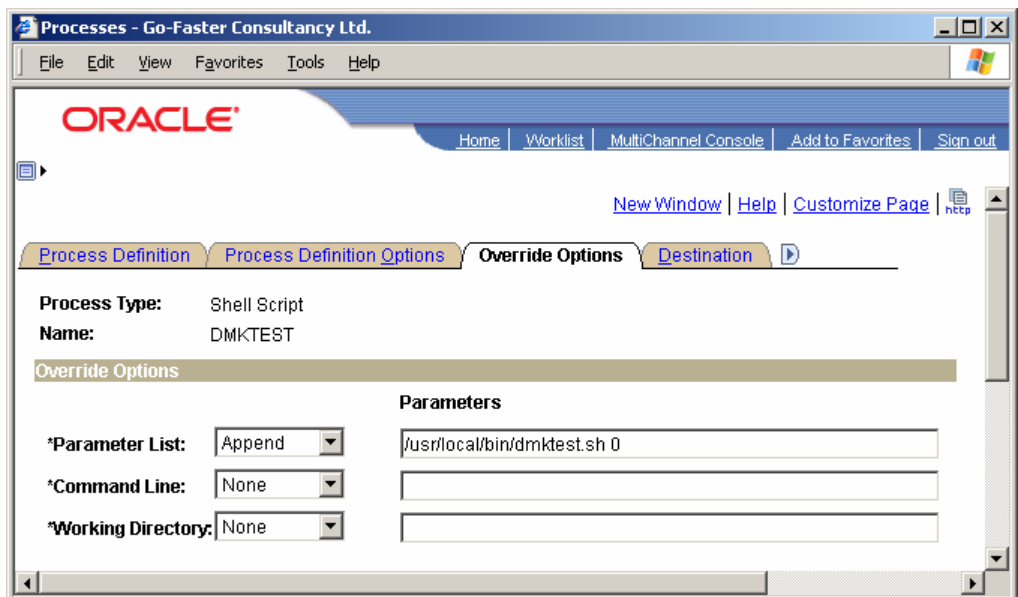 Processes - Go-Faster Consultancy Ltd.
File Edit View Favorites Tools Help
ORACLE
Home | Worklist | MultiChannel Console | Add to Favorites | Sign out
New Window | Help | Customize Page | http
Process Definition Process Definition Options Override Options Destination
Process Type: Shell Script
Name: DMKTEST
Override Options
Parameters
*Parameter List: Append /usr/local/bin/dmktest.sh 0
*Command Line: None
*Working Directory: None